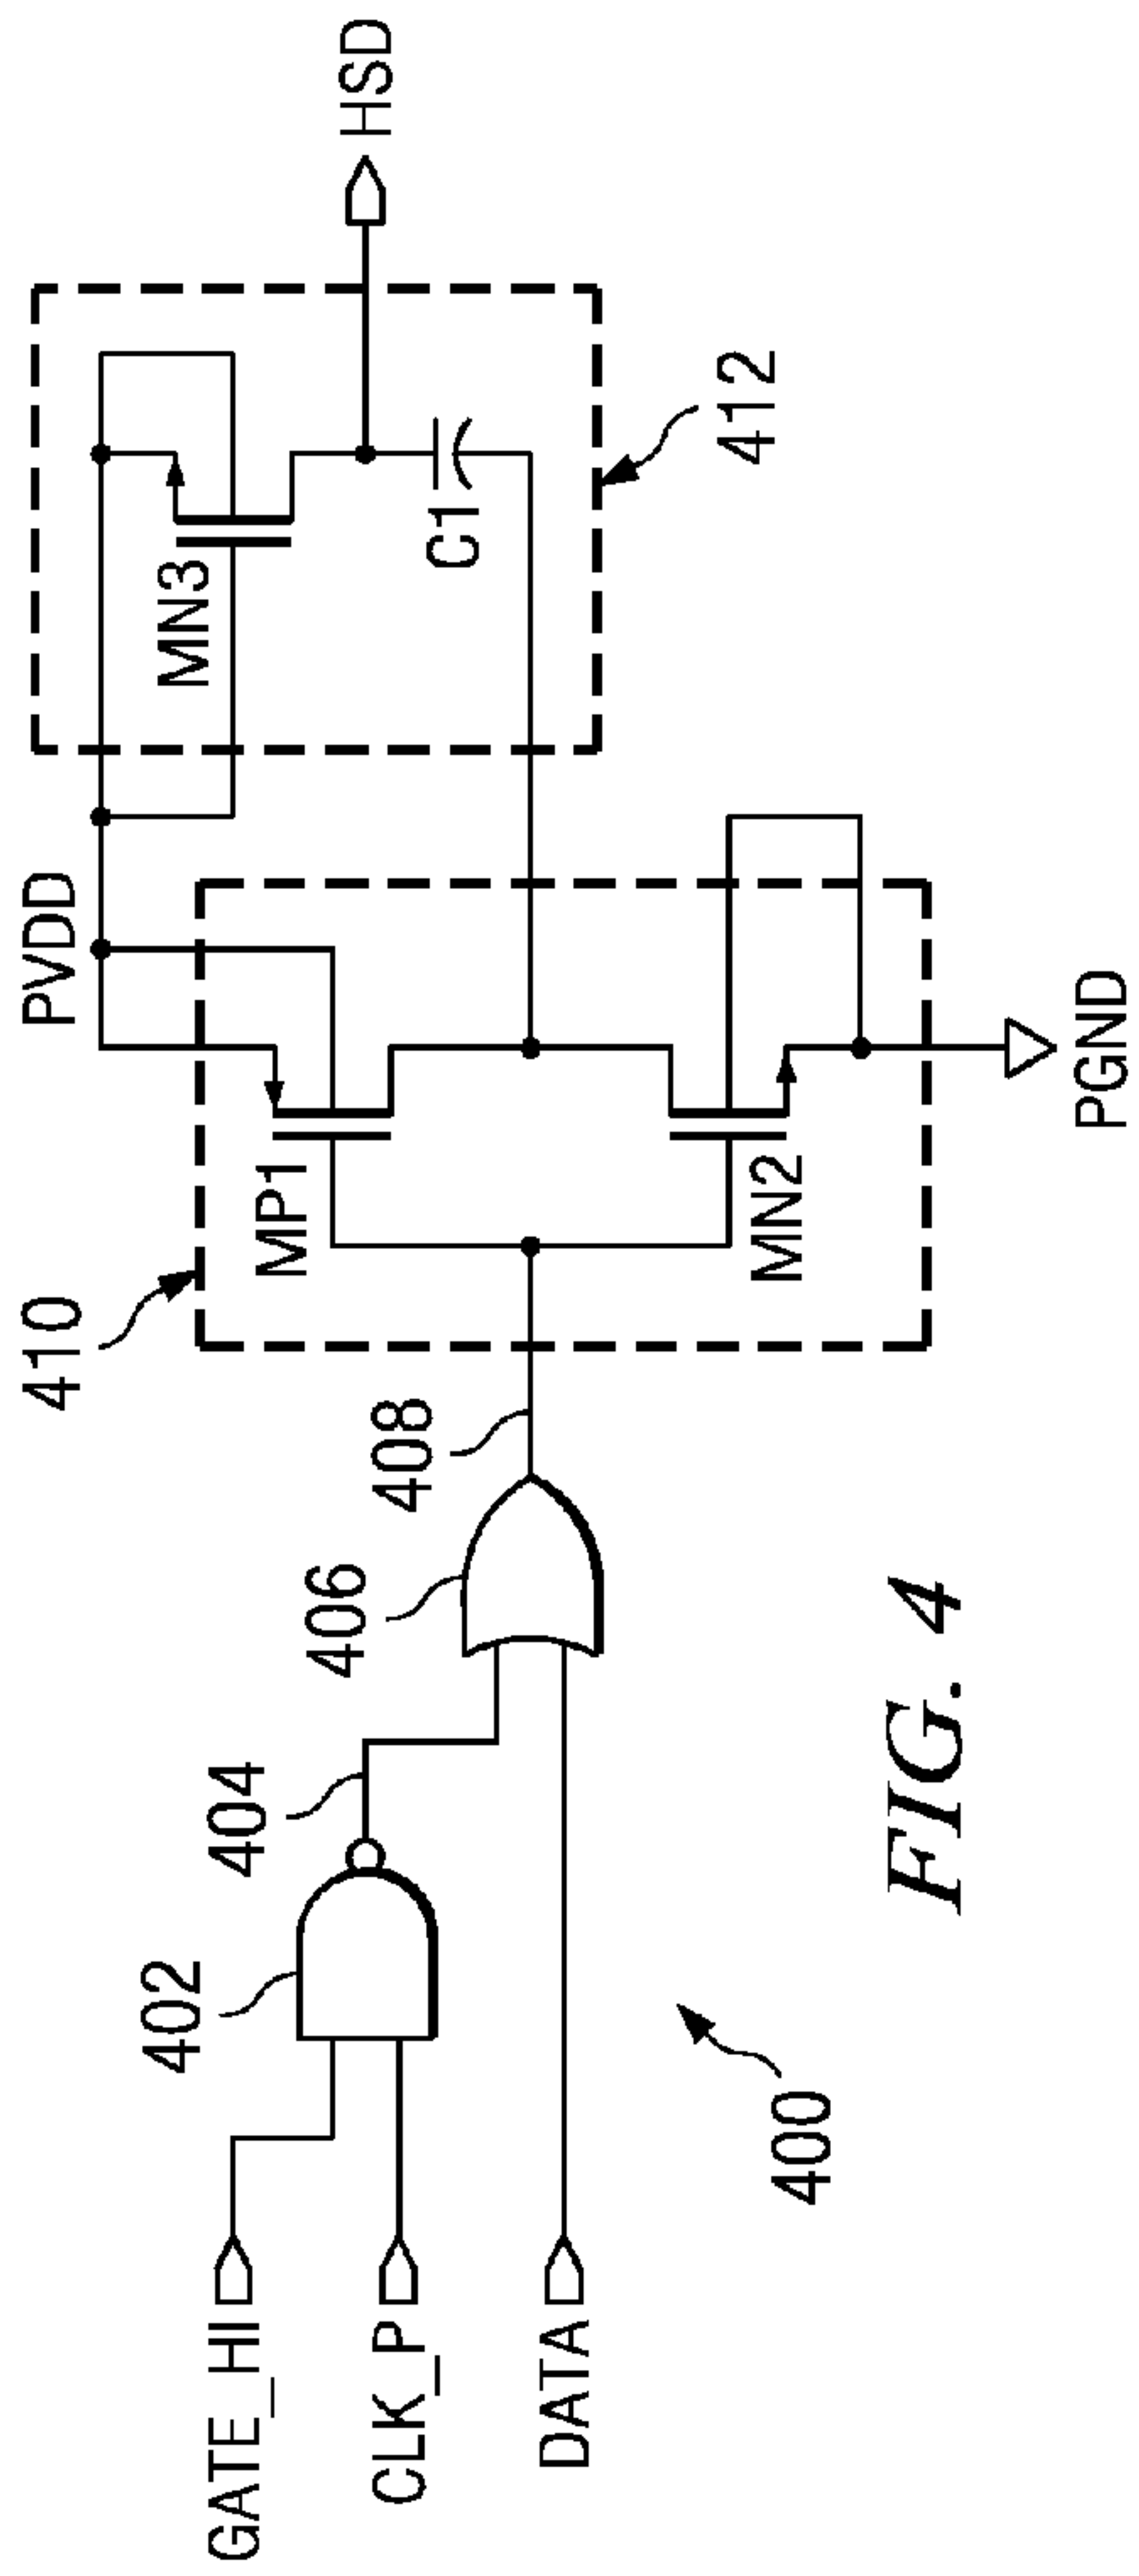 GATE_HI
CLK_P
DATA
402
404
406
408
410
MP1
MN2
PVDD
PGND
MN3
C1
412
HSD
400
FIG. 4